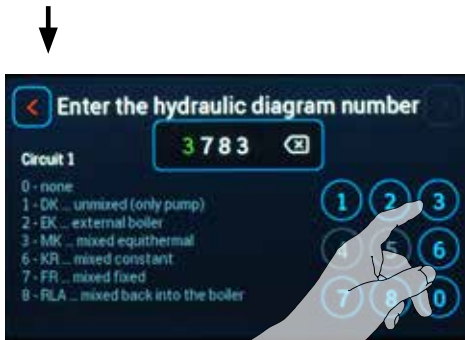 Enter the hydraulic diagram number
3783
Circuit 1
0 - none
1 - DK ... unmixed (only pump)
2 - EK ... external boiler
3 - MK ... mixed equithermal
6 - KR ... mixed constant
7 - FR ... mixed fixed
8 - RLA ... mixed back into the boiler
1 2 3
4 5 6
7 8 0